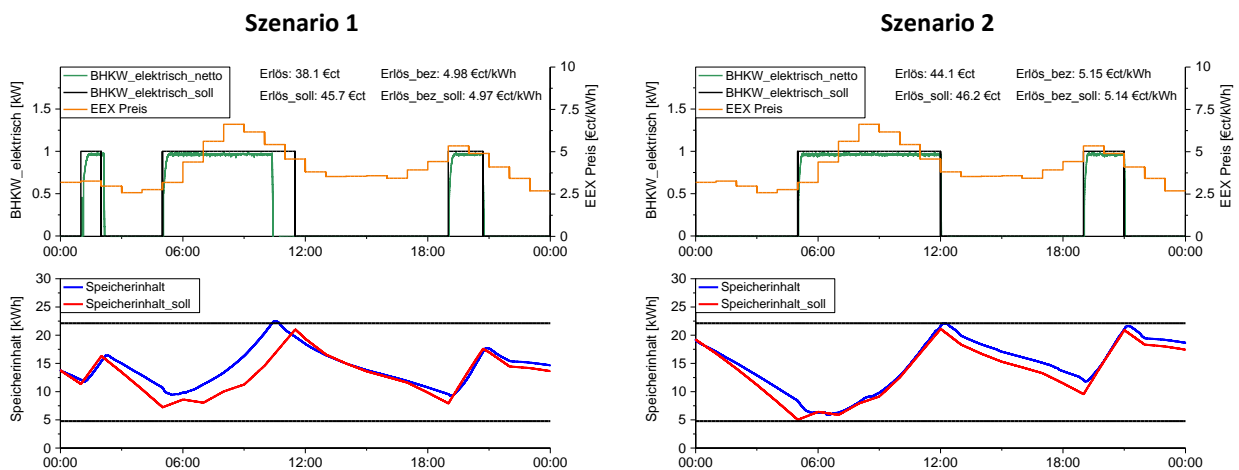 Szenario 1
BHKW_elektrisch_netto
BHKW_elektrisch_soll
EEX Preis
Erlös: 38.1 €ct
Erlös_bez: 4.98 €ct/kWh
Erlös_soll: 45.7 €ct
Erlös_bez_soll: 4.97 €ct/kWh
BHKW_elektrisch [kW]
1.5
1
0.5
0
10
7.5
5
2.5
0
EEX Preis [€ct/kWh]
00:00 06:00 12:00 18:00 00:00
Speicherinhalt
Speicherinhalt_soll
Speicherinhalt [kWh]
30
25
20
15
10
5
0
00:00 06:00 12:00 18:00 00:00
Szenario 2
BHKW_elektrisch_netto
BHKW_elektrisch_soll
EEX Preis
Erlös: 44.1 €ct
Erlös_bez: 5.15 €ct/kWh
Erlös_soll: 46.2 €ct
Erlös_bez_soll: 5.14 €ct/kWh
BHKW_elektrisch [kW]
1.5
1
0.5
0
10
7.5
5
2.5
0
EEX Preis [€ct/kWh]
00:00 06:00 12:00 18:00 00:00
Speicherinhalt
Speicherinhalt_soll
Speicherinhalt [kWh]
30
25
20
15
10
5
0
00:00 06:00 12:00 18:00 00:00